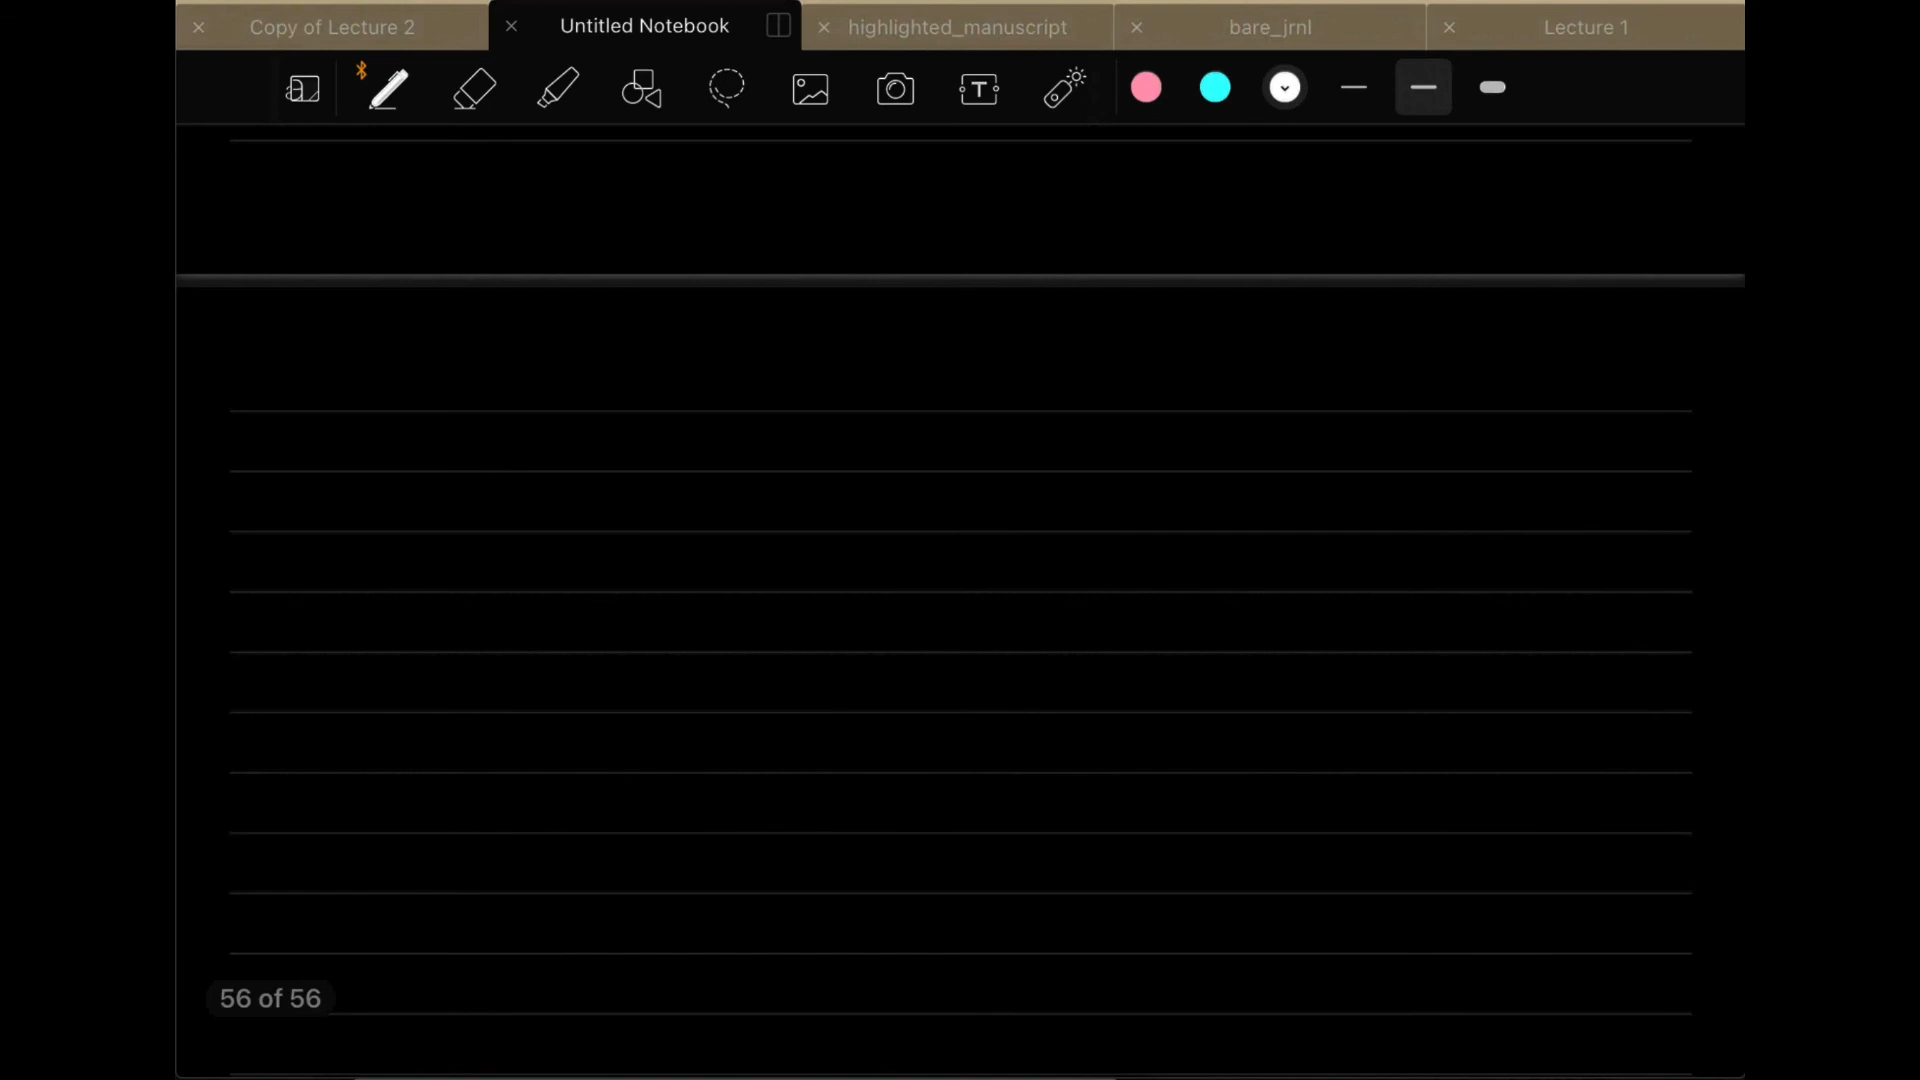 Copy of Lecture 2
Untitled Notebook
highlighted_manuscript
bare_jrnl
Lecture 1
T
56 of 56